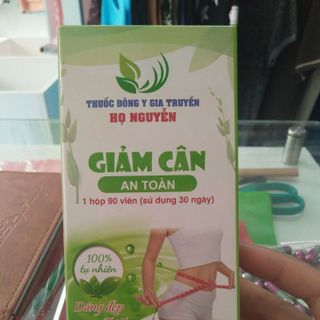 THUỐC ĐÔNG Y GIA TRUYỀN
HỌ NGUYỄN
GIẢM CÂN
AN TOÀN
1 hộp 90 viên (sử dụng 30 ngày)
100%
tự nhiên
Dáng đẹp